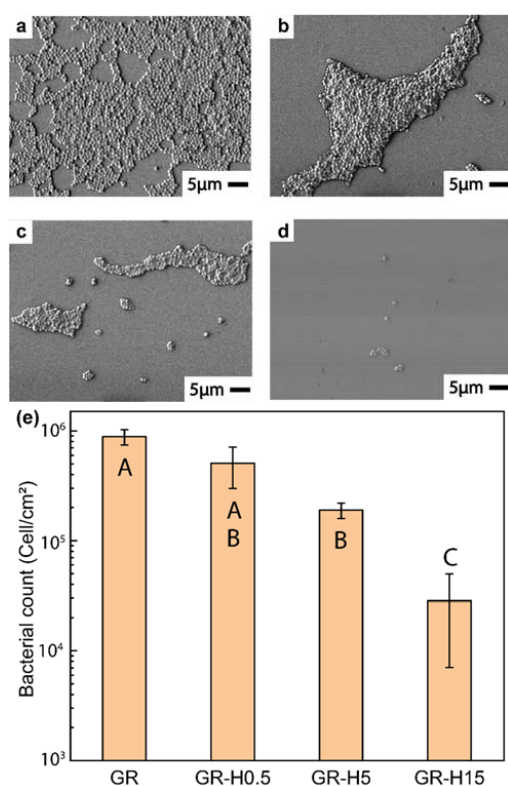 a
5μm
b
5μm
c
5μm
d
5μm
(e)
Bacterial count (Cell/cm²)
10⁶
10⁵
10⁴
10³
A
A
B
B
C
GR
GR-H0.5
GR-H5
GR-H15